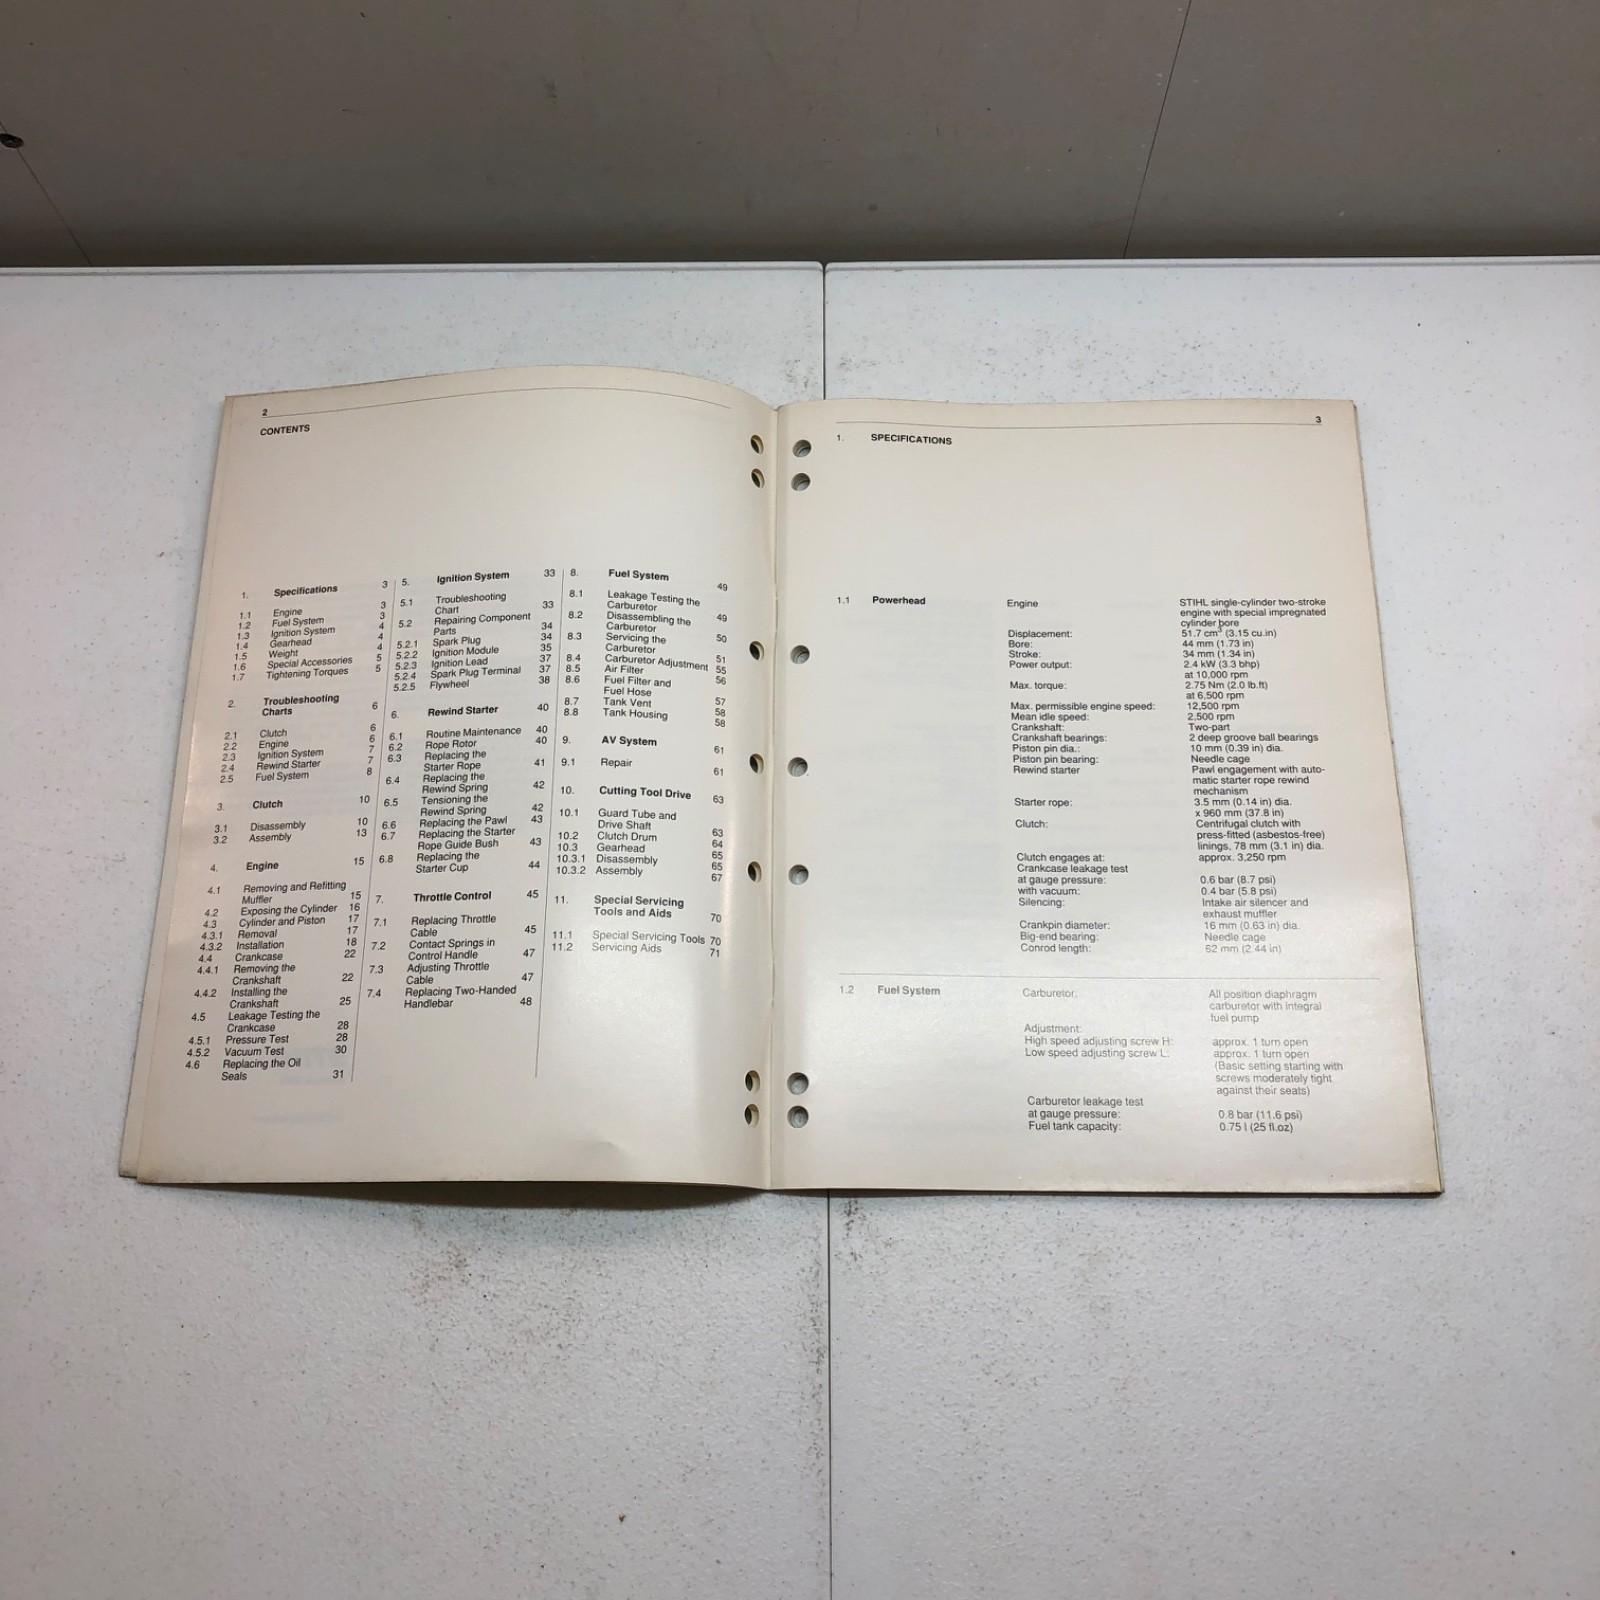 2
CONTENTS
1. Specifications 3
1.1 Engine 3
1.2 Fuel System 3
1.3 Ignition System 4
1.4 Gearhead 4
1.5 Weight 4
1.6 Special Accessories 5
1.7 Tightening Torques 5
2. Troubleshooting
Charts 6
2.1 Clutch 6
2.2 Engine 6
2.3 Ignition System 7
2.4 Rewind Starter 7
2.5 Fuel System 8
3. Clutch 10
3.1 Disassembly 10
3.2 Assembly 13
4. Engine 15
4.1 Removing and Refitting
Muffler 15
4.2 Exposing the Cylinder 16
4.3 Cylinder and Piston 17
4.3.1 Removal 17
4.3.2 Installation 18
4.4 Crankcase 22
4.4.1 Removing the
Crankshaft 22
4.4.2 Installing the
Crankshaft 25
4.5 Leakage Testing the
Crankcase 28
4.5.1 Pressure Test 28
4.5.2 Vacuum Test 30
4.6 Replacing the Oil
Seals 31
5. Ignition System 33
5.1 Troubleshooting
Chart 33
5.2 Repairing Component
Parts 34
5.2.1 Spark Plug 34
5.2.2 Ignition Module 35
5.2.3 Ignition Lead 37
5.2.4 Spark Plug Terminal 37
5.2.5 Flywheel 38
6. Rewind Starter 40
6.1 Routine Maintenance 40
6.2 Rope Rotor 40
6.3 Replacing the
Starter Rope 41
6.4 Replacing the
Rewind Spring 42
6.5 Tensioning the
Rewind Spring 42
6.6 Replacing the Pawl 43
6.7 Replacing the Starter
Rope Guide Bush 43
6.8 Replacing the
Starter Cup 44
7. Throttle Control 45
7.1 Replacing Throttle
Cable 45
7.2 Contact Springs in
Control Handle 47
7.3 Adjusting Throttle
Cable 47
7.4 Replacing Two-Handed
Handlebar 48
8. Fuel System 49
8.1 Leakage Testing the
Carburetor 49
8.2 Disassembling the
Carburetor 50
8.3 Servicing the
Carburetor 51
8.4 Carburetor Adjustment 55
8.5 Air Filter 56
8.6 Fuel Filter and
Fuel Hose 57
8.7 Tank Vent 58
8.8 Tank Housing 58
9. AV System 61
9.1 Repair 61
10. Cutting Tool Drive 63
10.1 Guard Tube and
Drive Shaft 63
10.2 Clutch Drum 64
10.3 Gearhead 65
10.3.1 Disassembly 65
10.3.2 Assembly 67
11. Special Servicing
Tools and Aids 70
11.1 Special Servicing Tools 70
11.2 Servicing Aids 71
3
1. SPECIFICATIONS
1.1 Powerhead Engine STIHL single-cylinder two-stroke
engine with special impregnated
cylinder bore
Displacement: 51.7 cm³ (3.15 cu.in)
Bore: 44 mm (1.73 in)
Stroke: 34 mm (1.34 in)
Power output: 2.4 kW (3.3 bhp)
at 10,000 rpm
Max. torque: 2.75 Nm (2.0 lb.ft)
at 6,500 rpm
Max. permissible engine speed: 12,500 rpm
Mean idle speed: 2,500 rpm
Crankshaft: Two-part
Crankshaft bearings: 2 deep groove ball bearings
Piston pin dia.: 10 mm (0.39 in) dia.
Piston pin bearing: Needle cage
Rewind starter Pawl engagement with auto-
matic starter rope rewind
mechanism
Starter rope: 3.5 mm (0.14 in) dia.
x 960 mm (37.8 in)
Clutch: Centrifugal clutch with
press-fitted (asbestos-free)
linings, 78 mm (3.1 in) dia.
Clutch engages at: approx. 3,250 rpm
Crankcase leakage test
at gauge pressure: 0.6 bar (8.7 psi)
with vacuum: 0.4 bar (5.8 psi)
Silencing: Intake air silencer and
exhaust muffler
Crankpin diameter: 16 mm (0.63 in) dia.
Big-end bearing: Needle cage
Conrod length: 62 mm (2.44 in)
1.2 Fuel System Carburetor: All position diaphragm
carburetor with integral
fuel pump
Adjustment:
High speed adjusting screw H: approx. 1 turn open
Low speed adjusting screw L: approx. 1 turn open
(Basic setting starting with
screws moderately tight
against their seats)
Carburetor leakage test
at gauge pressure: 0.8 bar (11.6 psi)
Fuel tank capacity: 0.75 l (25 fl.oz)